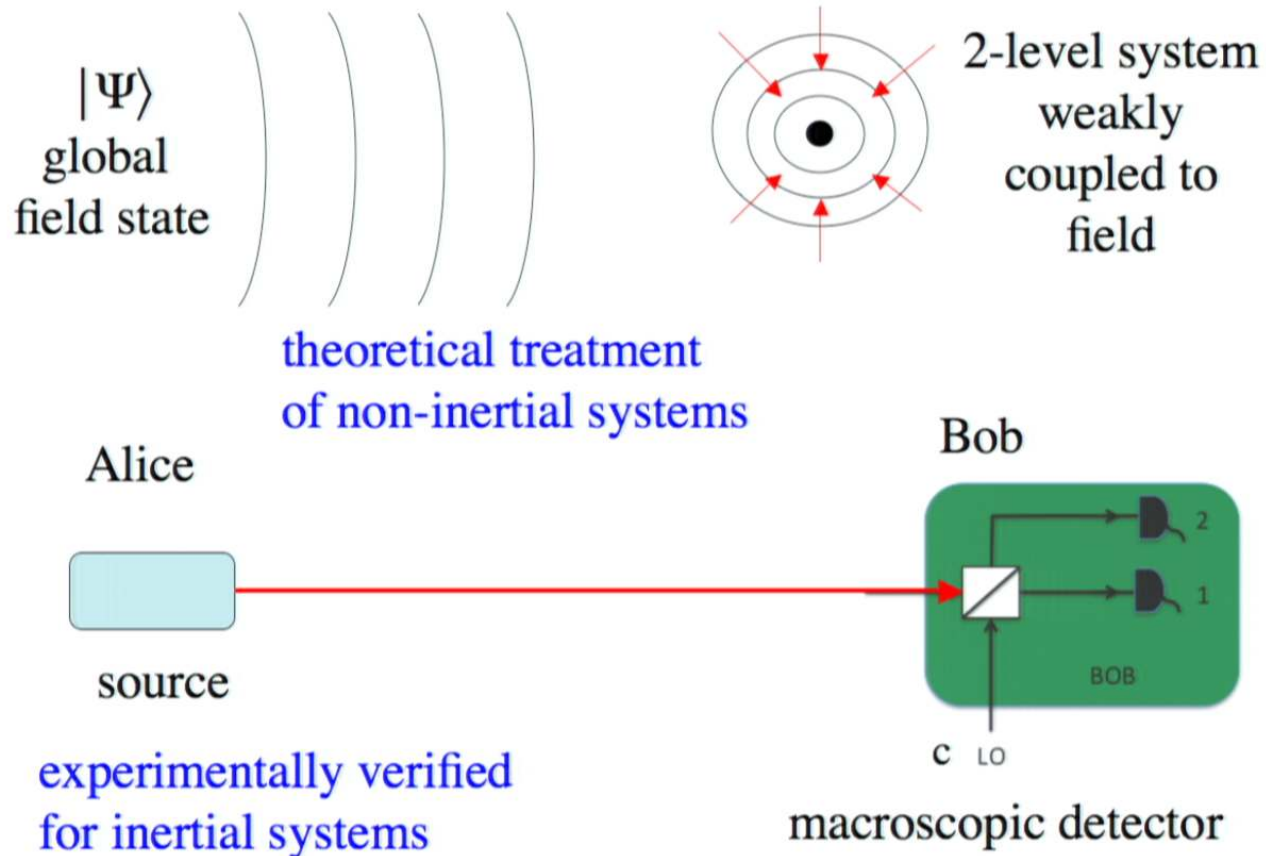 |Ψ⟩
global
field state
2-level system
weakly
coupled to
field
theoretical treatment
of non-inertial systems
Alice
Bob
2
1
BOB
source
c LO
experimentally verified
for inertial systems
macroscopic detector